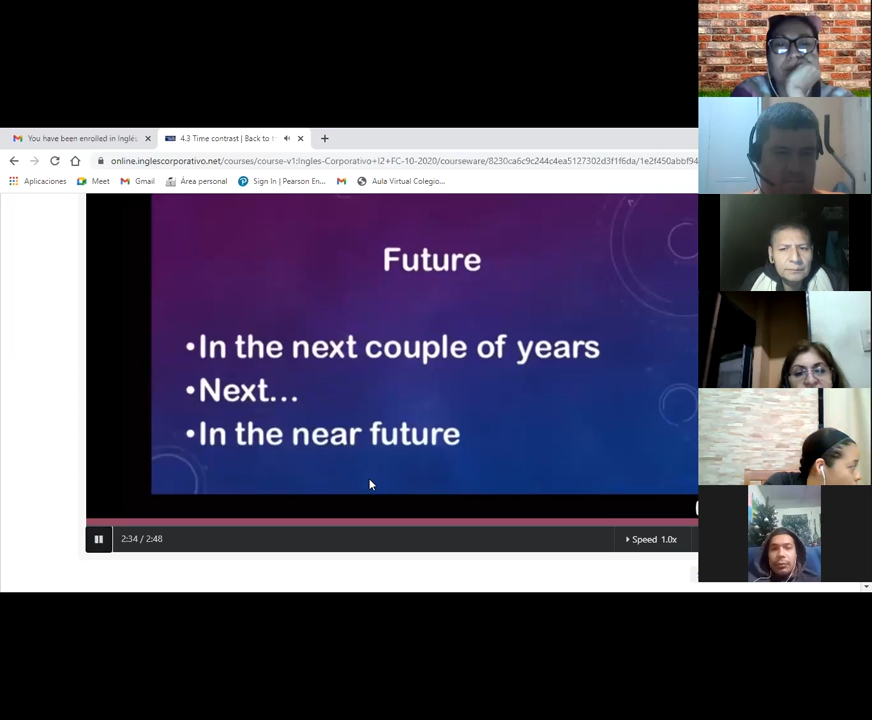 You have been enrolled in Inglé
4.3 Time contrast | Back to t
online.inglescorporativo.net/courses/course-v1:Ingles-Corporativo+I2+FC-10-2020/courseware/8230ca6c9c244c4ea5127302d3f1f6da/1e2f450abbf94
Aplicaciones Meet Gmail Área personal Sign In | Pearson En... Aula Virtual Colegio...
Future
•In the next couple of years
•Next...
•In the near future
2:34 / 2:48 Speed 1.0x